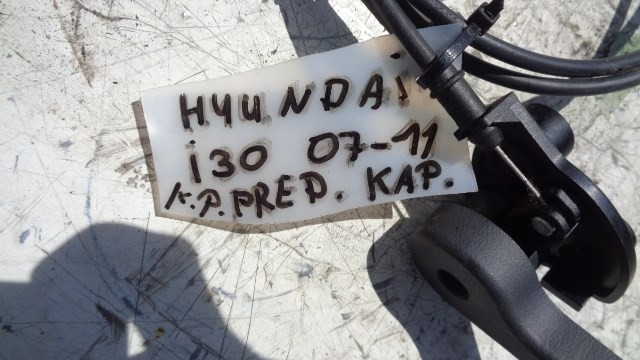 HYUNDAi
i30 07-11
K.P. PRED. KAP.